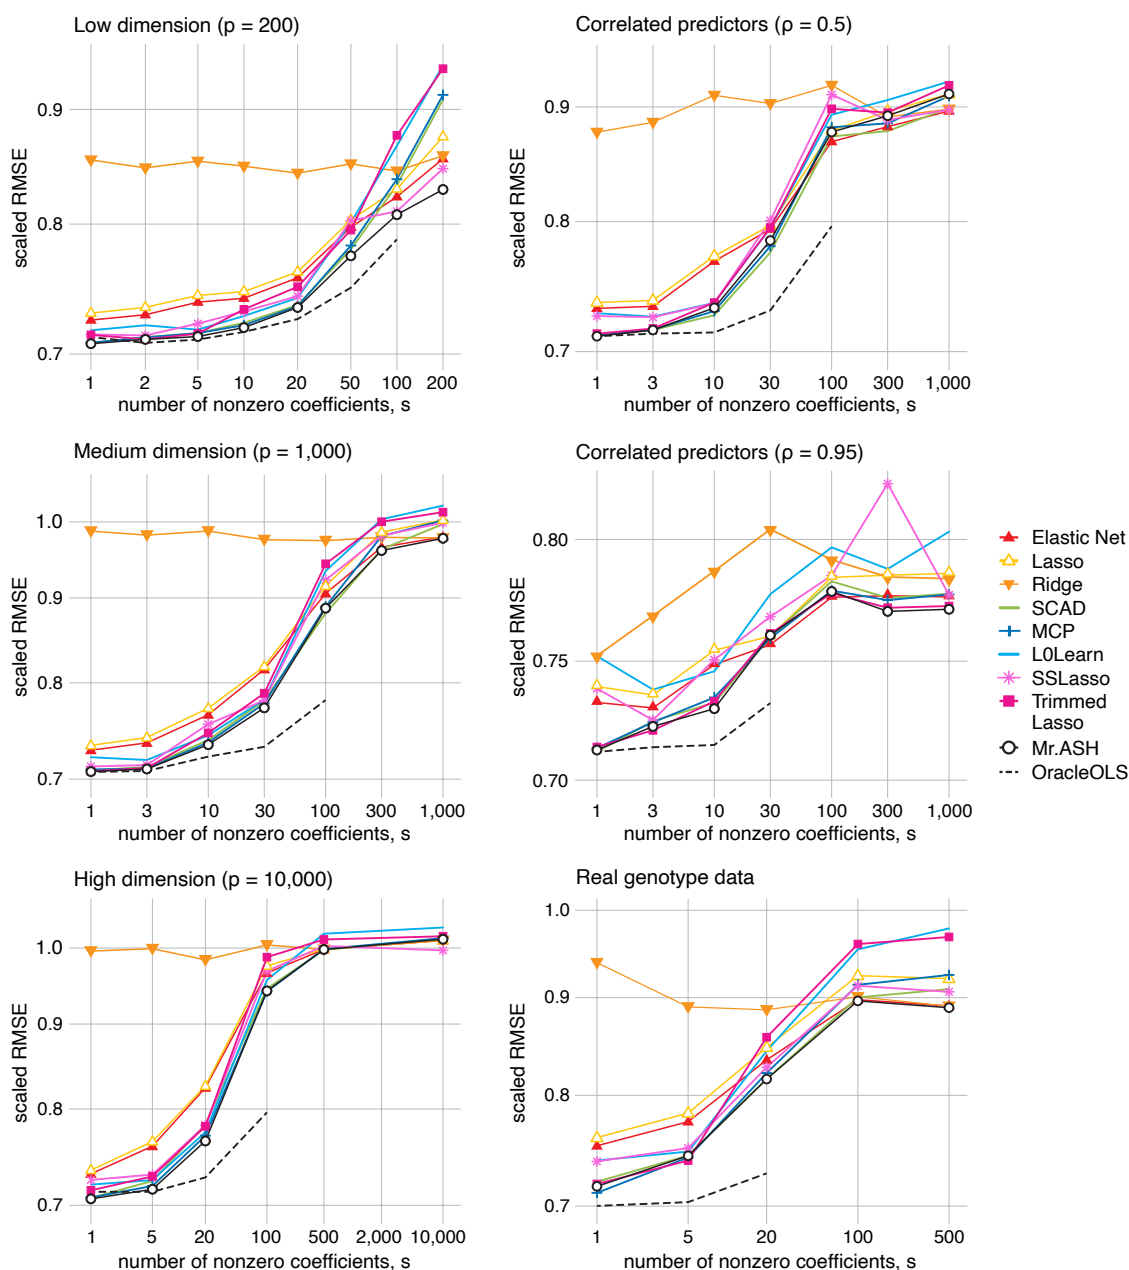 Low dimension (p = 200)
0.9
0.8
0.7
scaled RMSE
1 2 5 10 20 50 100 200
number of nonzero coefficients, s
Correlated predictors (ρ = 0.5)
0.9
0.8
0.7
scaled RMSE
1 3 10 30 100 300 1,000
number of nonzero coefficients, s
Medium dimension (p = 1,000)
1.0
0.9
0.8
0.7
scaled RMSE
1 3 10 30 100 300 1,000
number of nonzero coefficients, s
Correlated predictors (ρ = 0.95)
0.80
0.75
0.70
scaled RMSE
1 3 10 30 100 300 1,000
number of nonzero coefficients, s
Elastic Net
Lasso
Ridge
SCAD
MCP
L0Learn
SSLasso
Trimmed
Lasso
Mr.ASH
OracleOLS
High dimension (p = 10,000)
1.0
0.9
0.8
0.7
scaled RMSE
1 5 20 100 500 2,000 10,000
number of nonzero coefficients, s
Real genotype data
1.0
0.9
0.8
0.7
scaled RMSE
1 5 20 100 500
number of nonzero coefficients, s